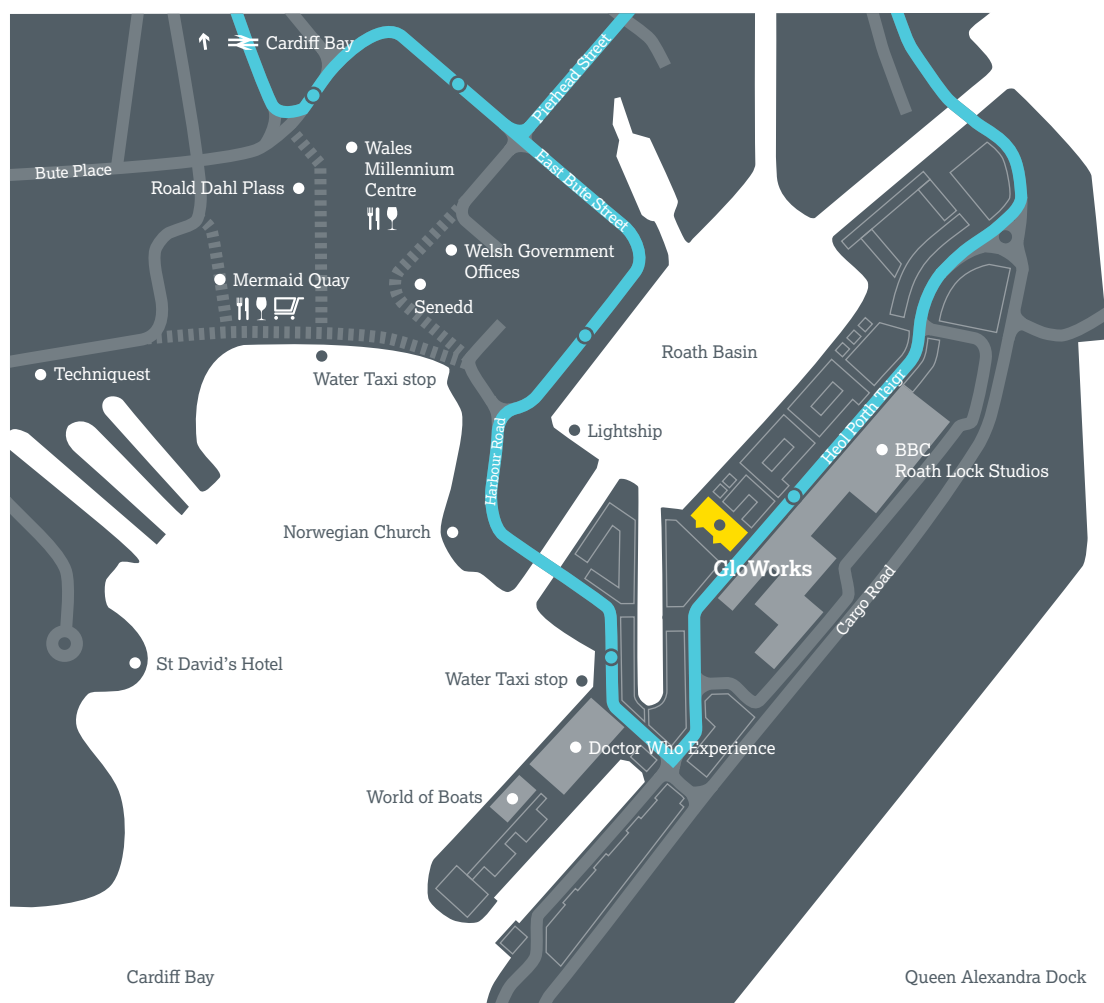 Cardiff Bay
Pierhead Street
Bute Place
Wales
Millennium
Centre
Roald Dahl Plass
East Bute Street
Welsh Government
Offices
Mermaid Quay
Senedd
Roath Basin
Techniquest
Water Taxi stop
Heol Porth Teigr
Lightship
Harbour Road
BBC
Roath Lock Studios
Norwegian Church
GloWorks
Cargo Road
St David's Hotel
Water Taxi stop
Doctor Who Experience
World of Boats
Cardiff Bay
Queen Alexandra Dock